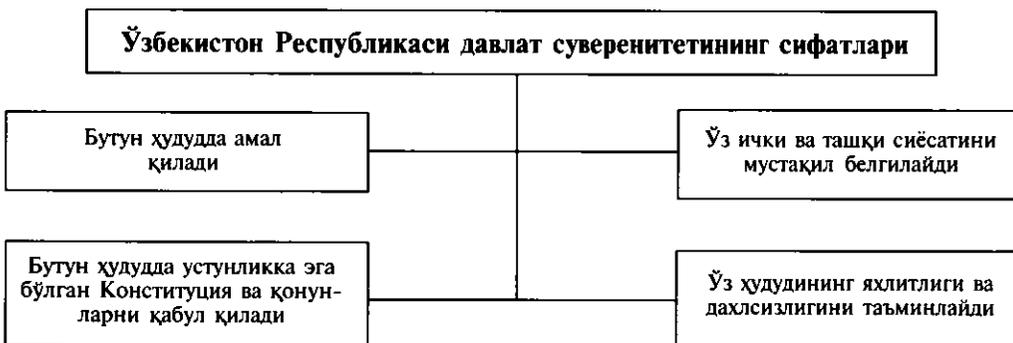 Ўзбекистон Республикаси давлат суверенитетининг сифатлари
Бутун ҳудудда амал
қилади
Ўз ички ва ташқи сиёсатини
мустақил белгилайди
Бутун ҳудудда устунликка эга
бўлган Конституция ва қонун-
ларни қабул қилади
Ўз ҳудудининг яхлитлиги ва
дахлсизлигини таъминлайди